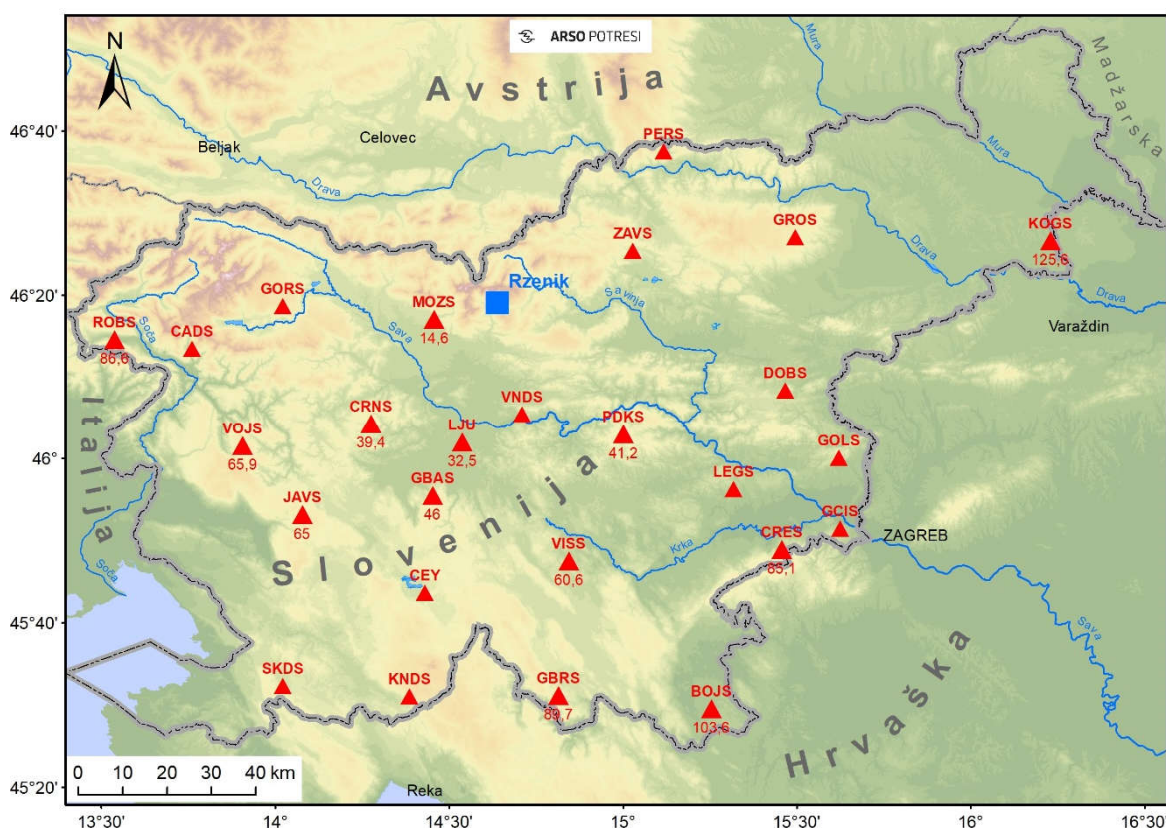 ARSO POTRESI
N
Avstrija
Mura
Madžarska
46°40'
Beljak
Celovec
Drava
PERS
Mura
ZAVS
GROS
Drava
KOGS
125,6
Rzenik
Savinja
Drava
46°20'
GORS
MOZS
14,6
Sava
ROBS
86,6
Soča
CADS
Varaždin
Italija
DOBS
VNDS
CRNS
39,4
PDKS
41,2
LJU
32,5
VOJS
65,9
46°
GOLS
GBAS
46
LEGS
JAVS
65
GCIS
Slovenija
ZAGREB
CRES
85,1
Krka
VISS
60,6
Soča
CEY
45°40'
Sava
SKDS
KNDS
GBRS
89,7
BOJS
103,6
Hrvaška
0 10 20 30 40 km
45°20'
Reka
13°30'
14°
14°30'
15°
15°30'
16°
16°30'